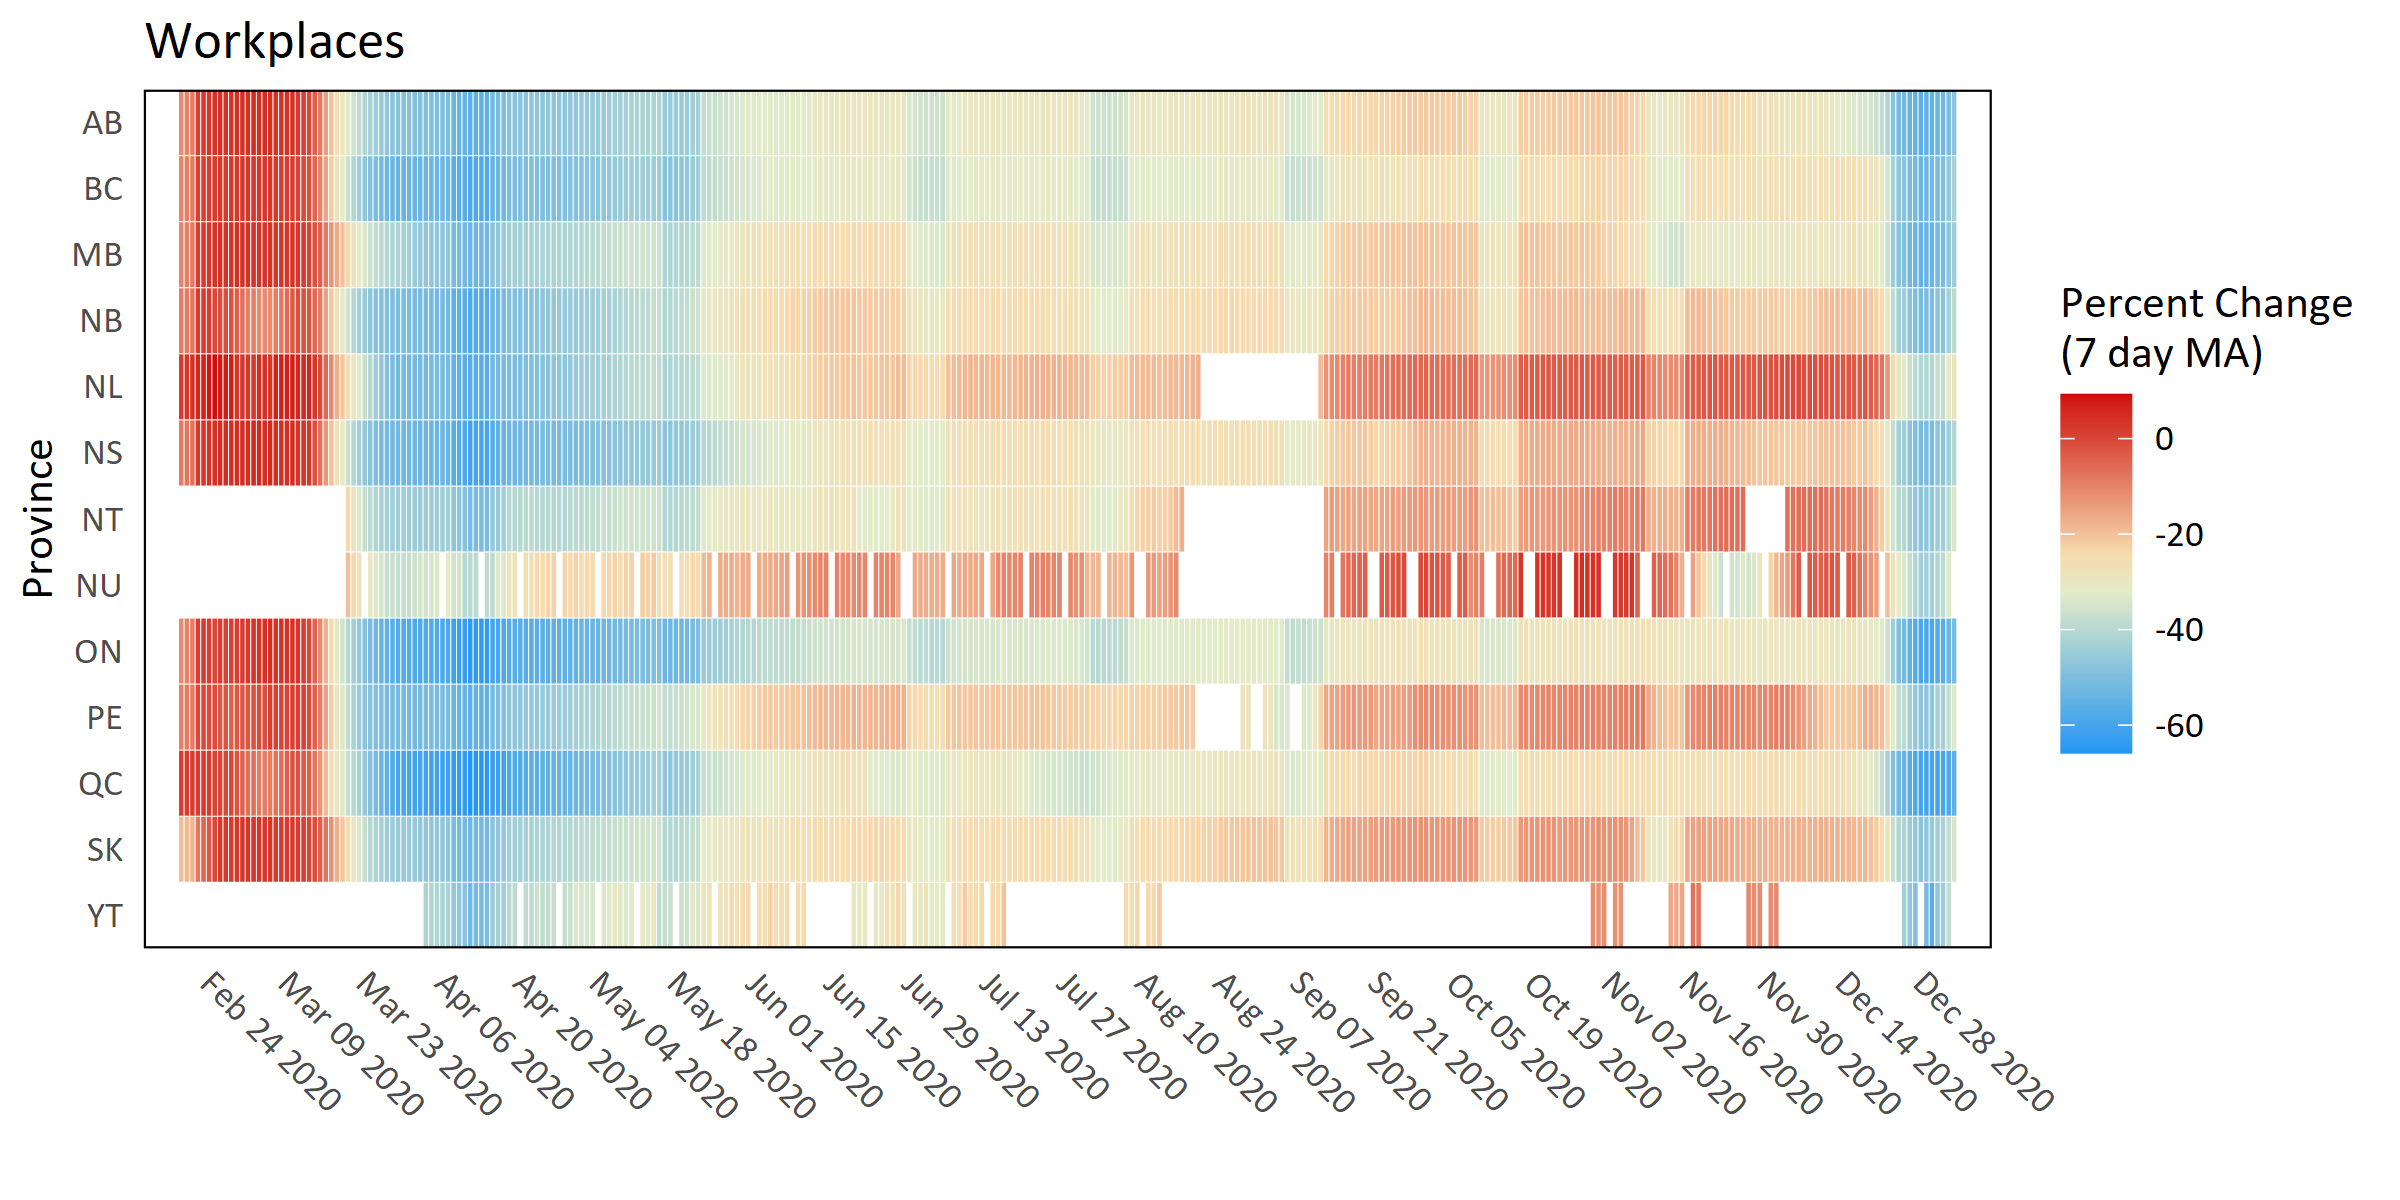 Workplaces
Province
AB
BC
MB
NB
NL
NS
NT
NU
ON
PE
QC
SK
YT
Feb 24 2020
Mar 09 2020
Mar 23 2020
Apr 06 2020
Apr 20 2020
May 04 2020
May 18 2020
Jun 01 2020
Jun 15 2020
Jun 29 2020
Jul 13 2020
Jul 27 2020
Aug 10 2020
Aug 24 2020
Sep 07 2020
Sep 21 2020
Oct 05 2020
Oct 19 2020
Nov 02 2020
Nov 16 2020
Nov 30 2020
Dec 14 2020
Dec 28 2020
Percent Change
(7 day MA)
0
-20
-40
-60